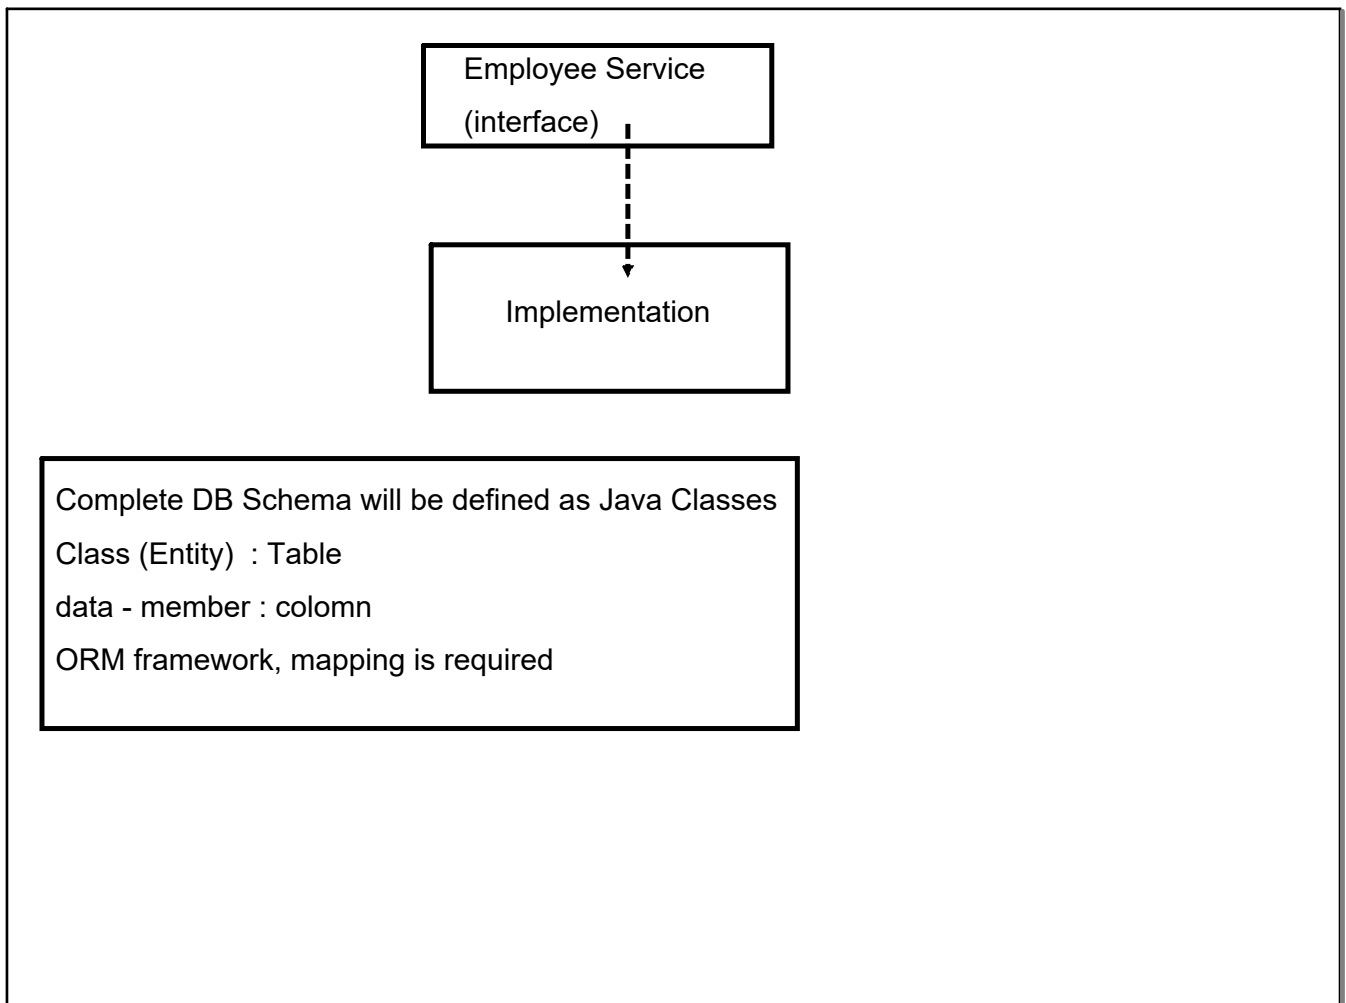 Employee Service
(interface)
Implementation
Complete DB Schema will be defined as Java Classes
Class (Entity)  : Table
data - member : colomn
ORM framework, mapping is required